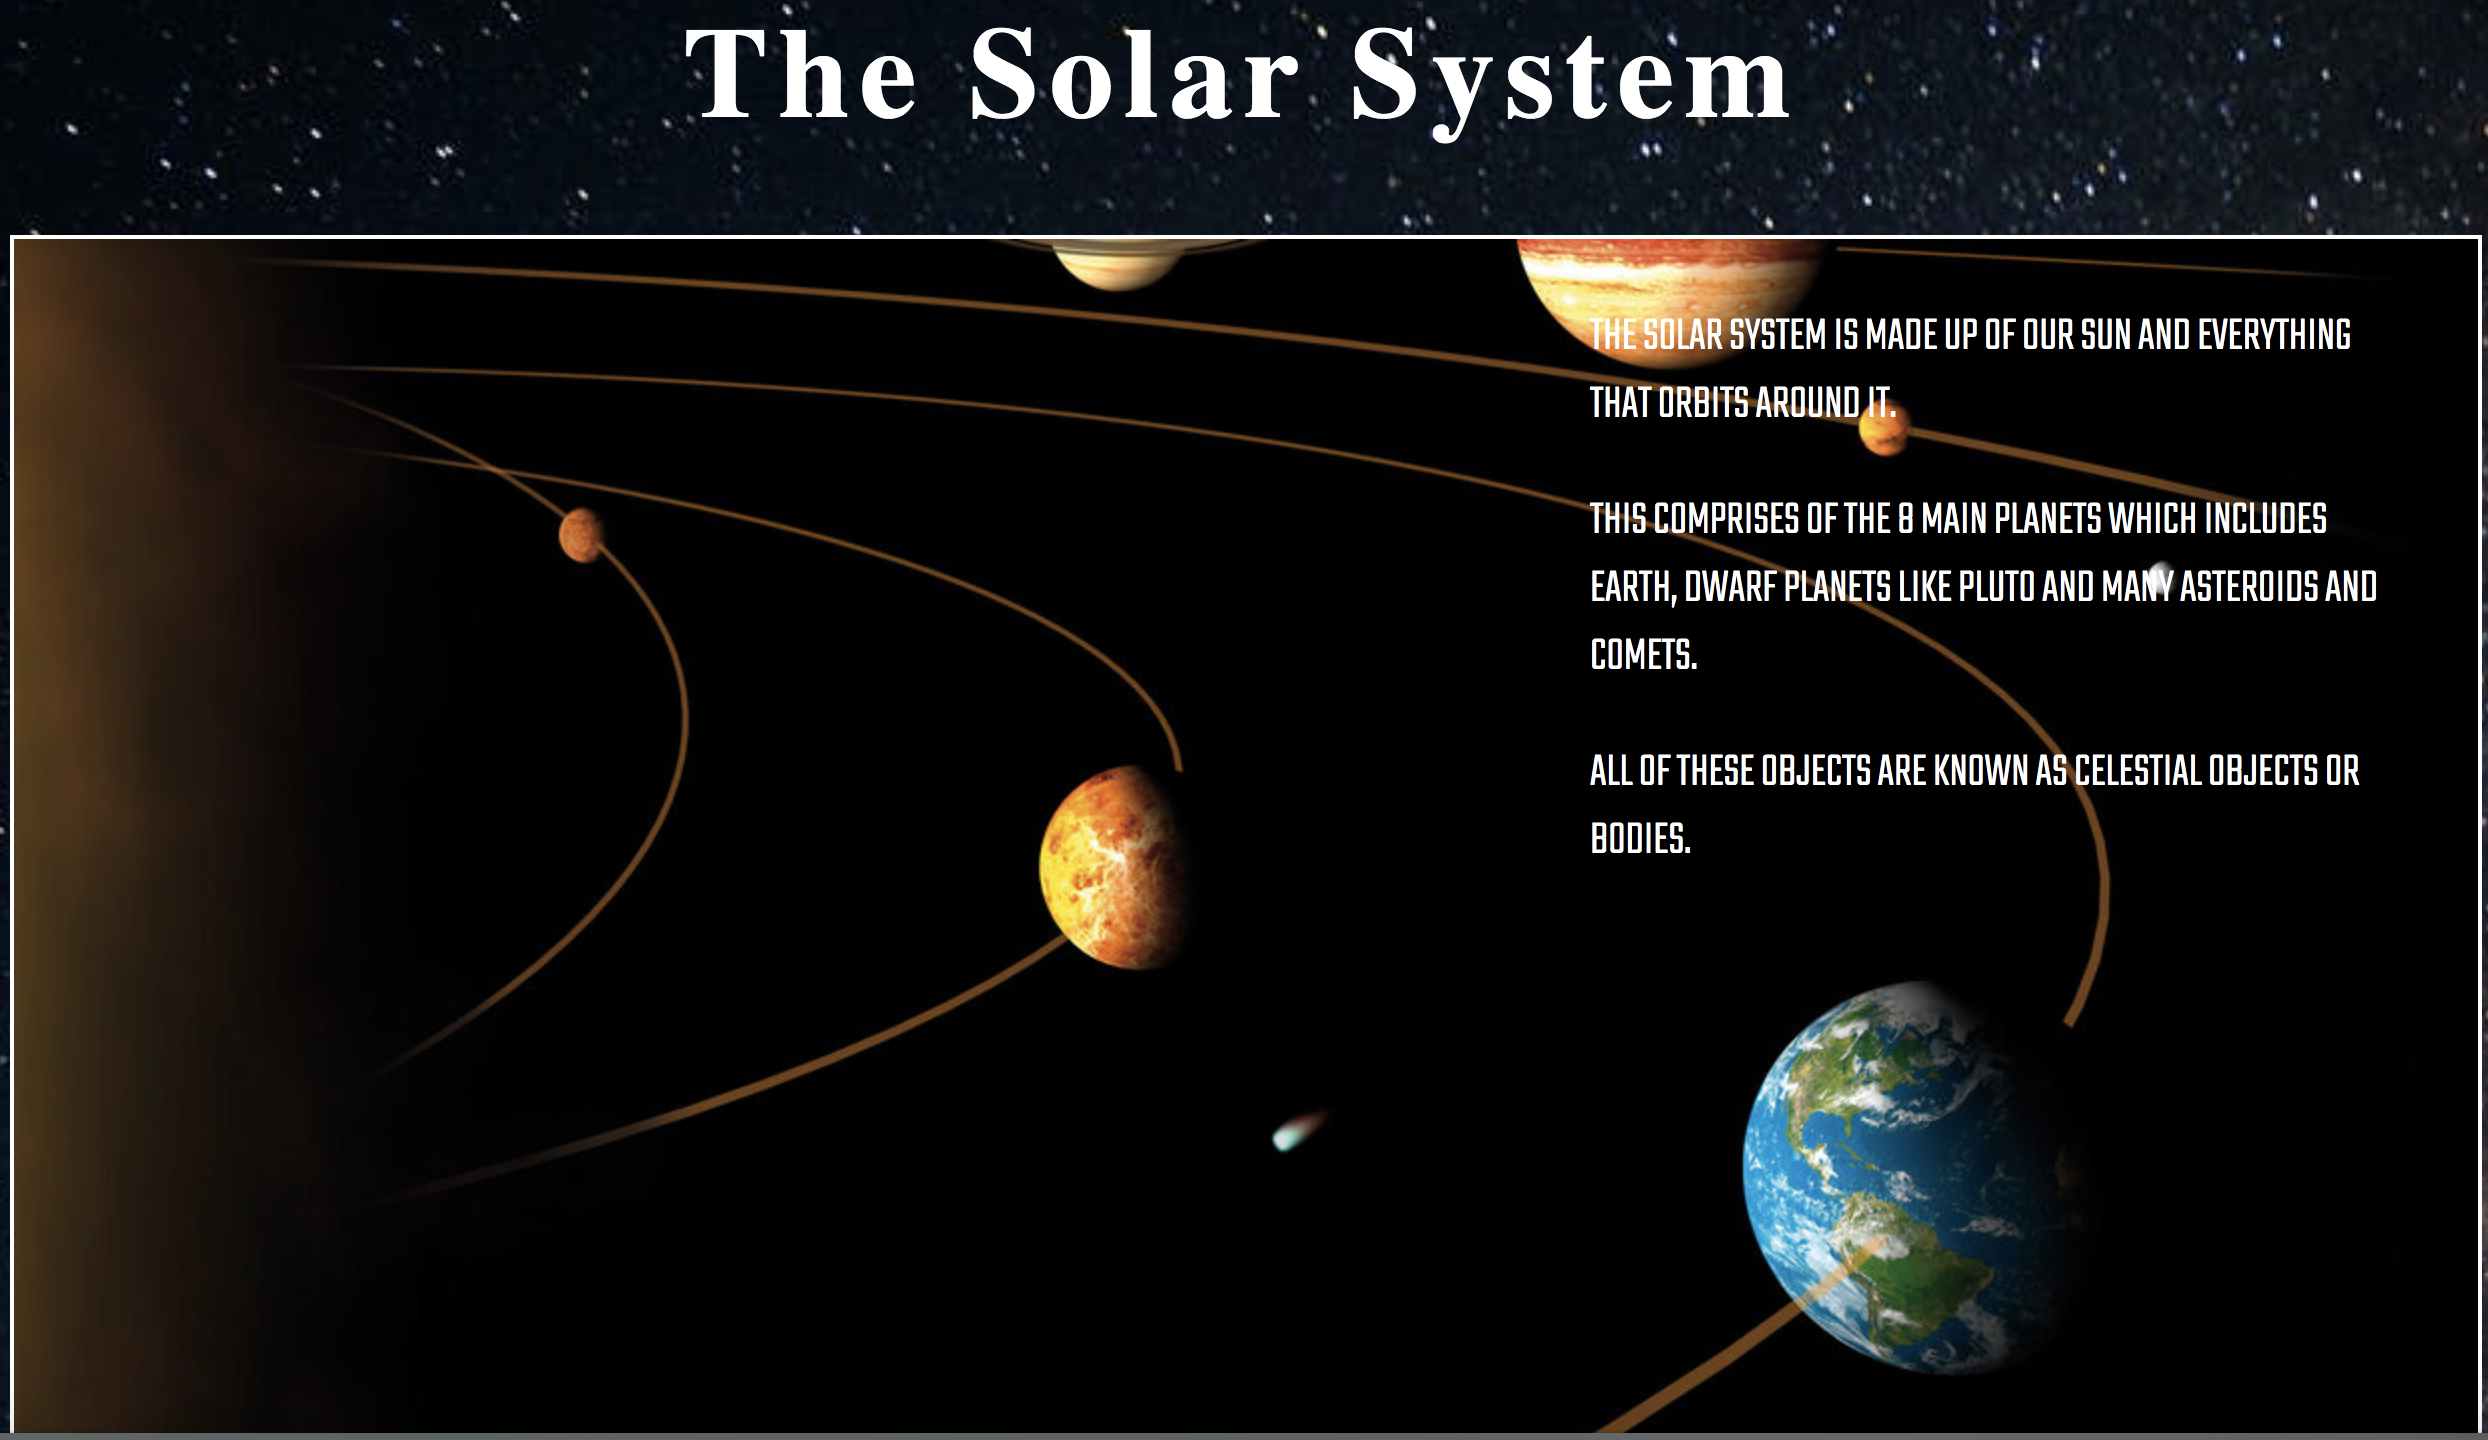 The Solar System
THE SOLAR SYSTEM IS MADE UP OF OUR SUN AND EVERYTHING
THAT ORBITS AROUND IT.
THIS COMPRISES OF THE 8 MAIN PLANETS WHICH INCLUDES
EARTH, DWARF PLANETS LIKE PLUTO AND MANY ASTEROIDS AND
COMETS.
ALL OF THESE OBJECTS ARE KNOWN AS CELESTIAL OBJECTS OR
BODIES.